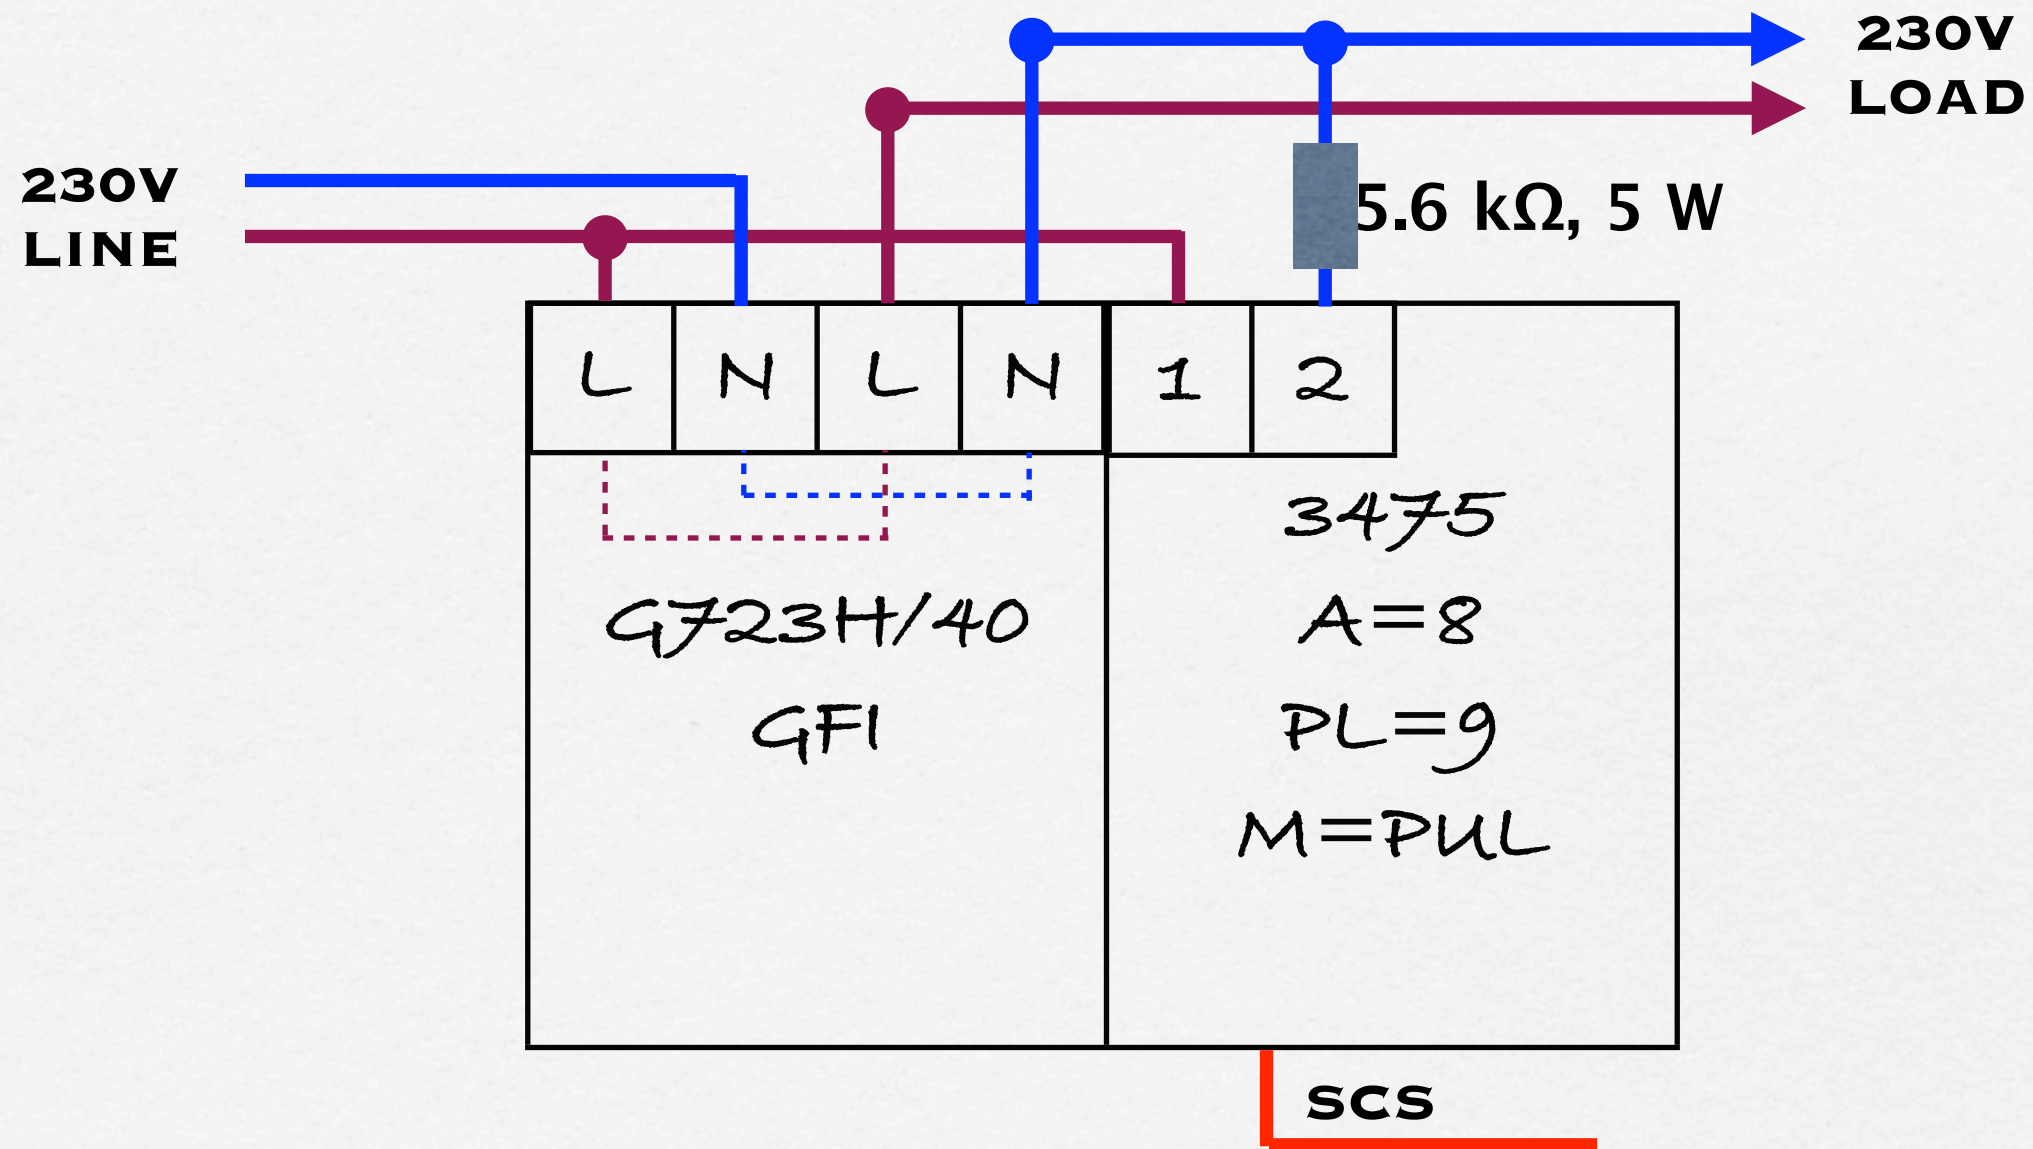 230V
LOAD
230V
LINE
5.6 kΩ, 5 W
L N L N 1 2
3475
G723H/40
A=8
GFI
PL=9
M=PUL
SCS